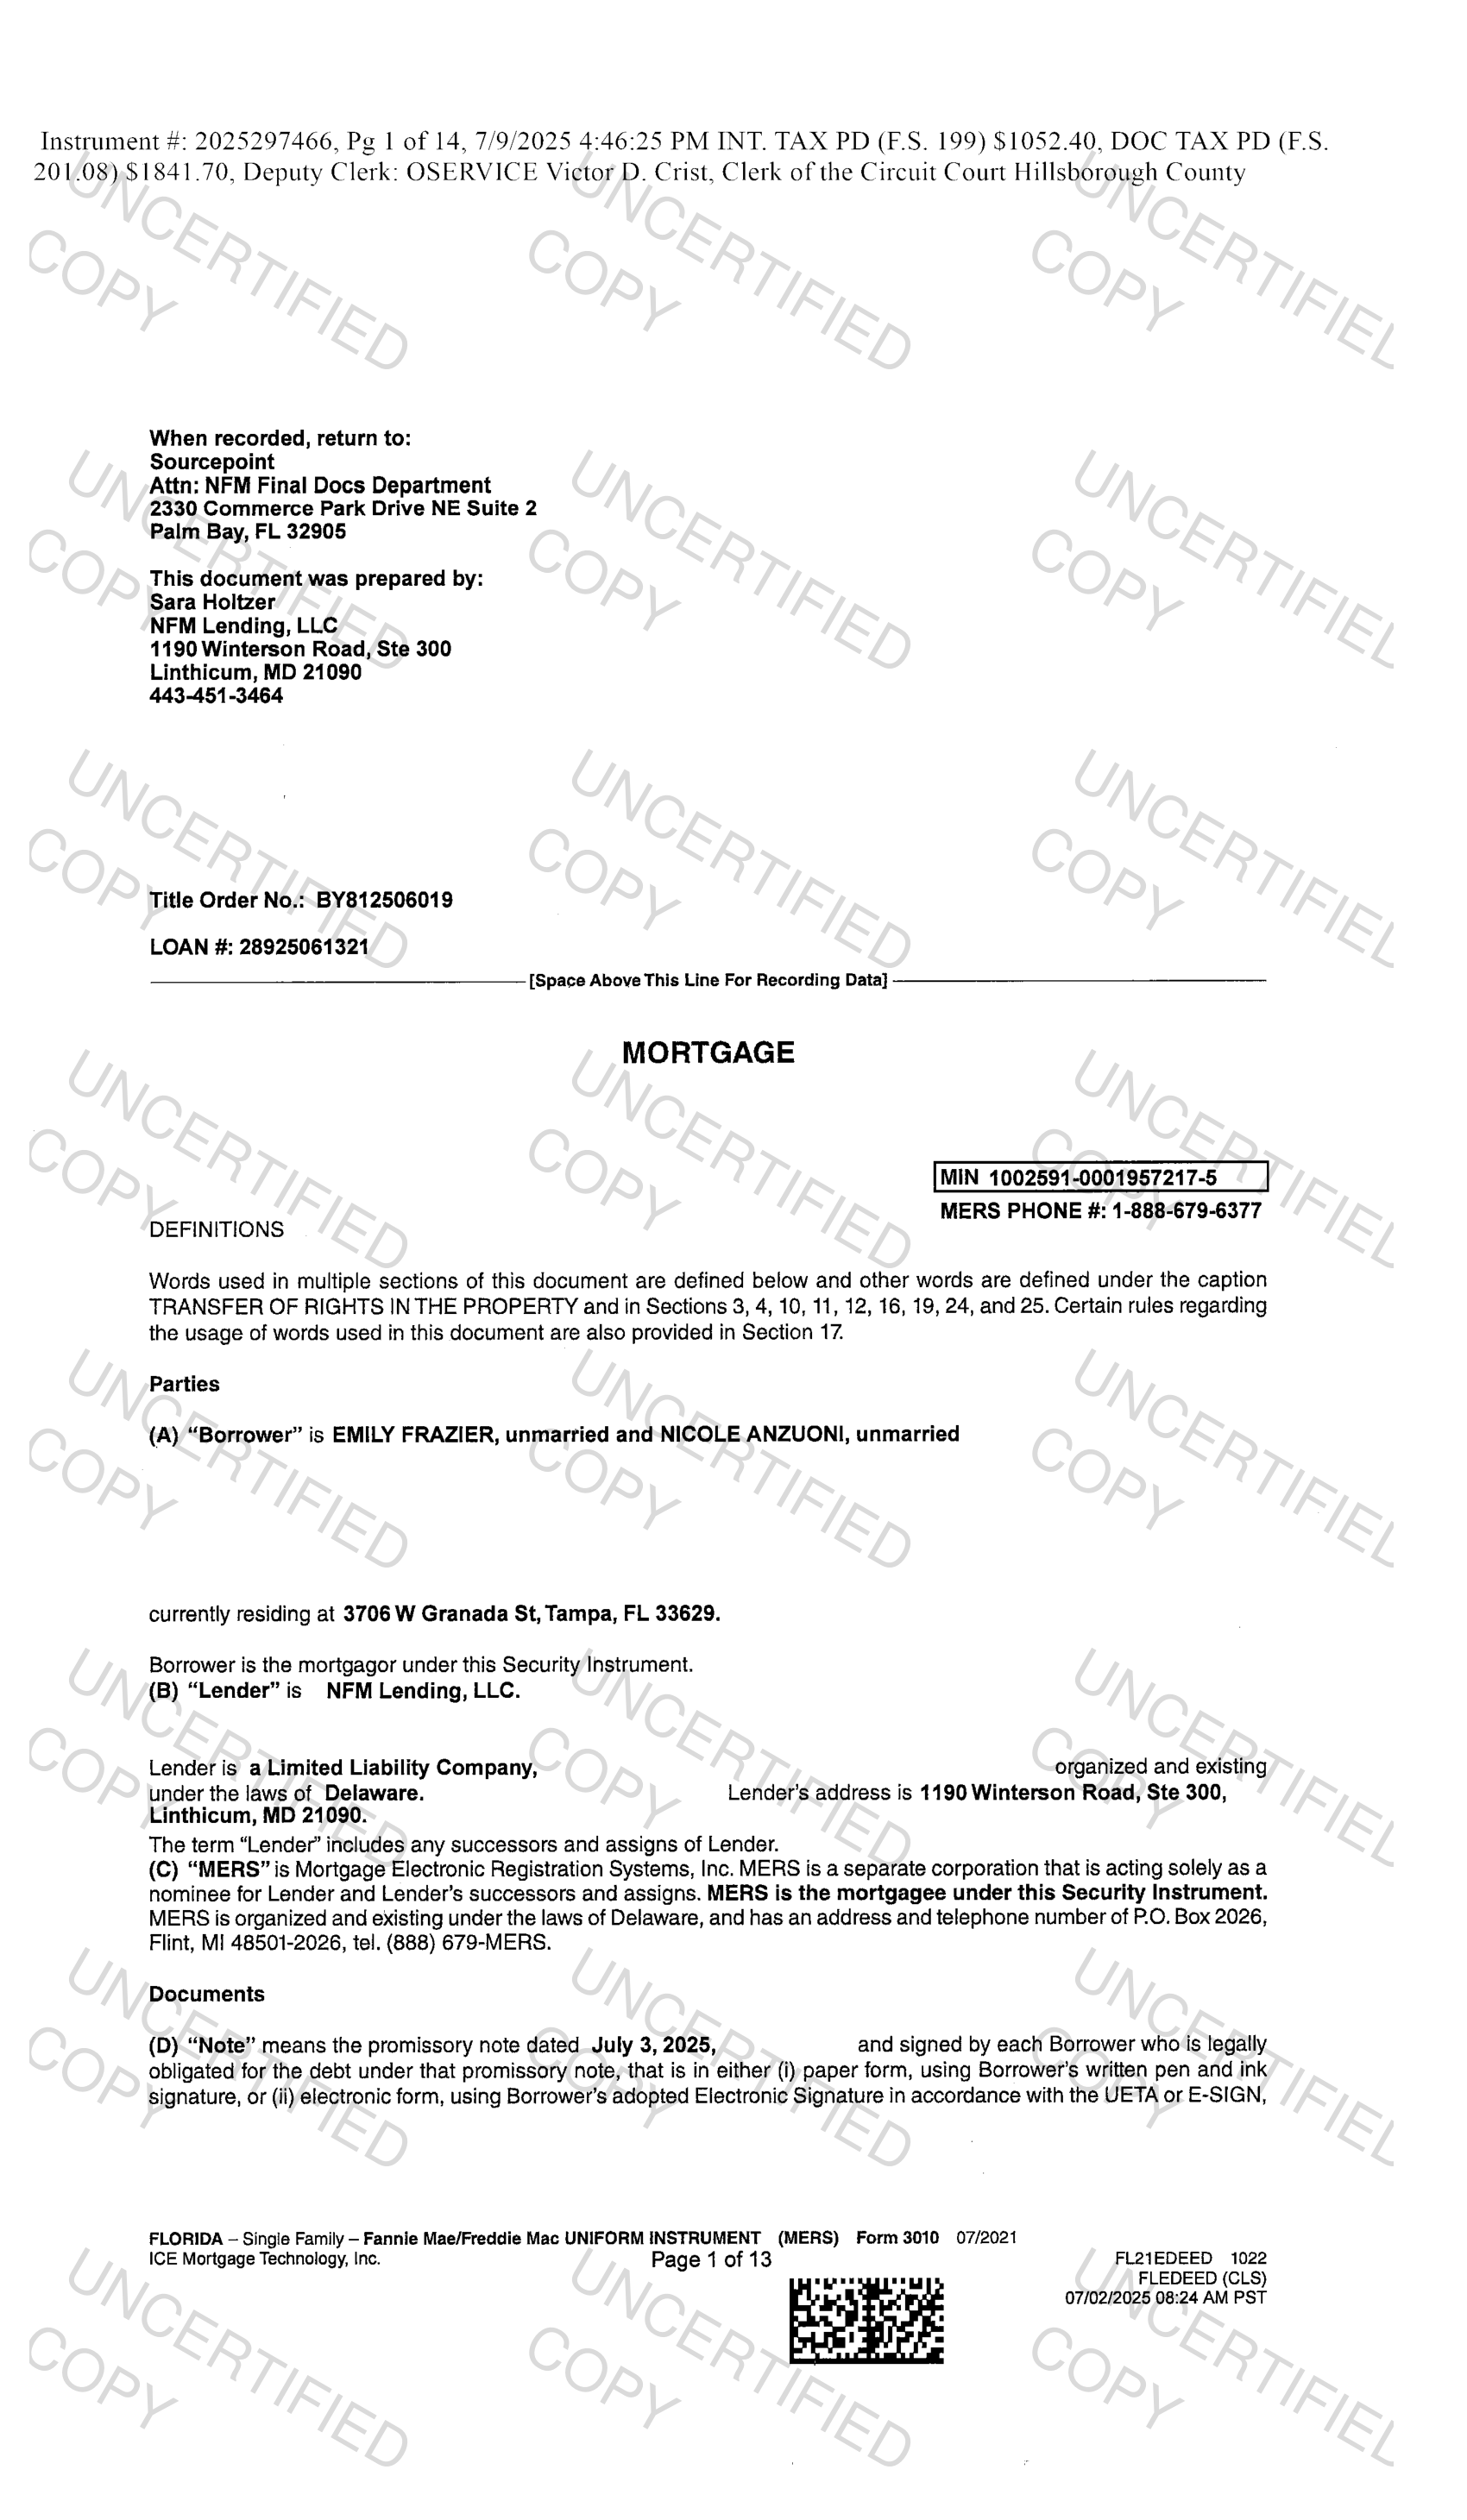 Instrument #: 2025297466, Pg 1 of 14, 7/9/2025 4:46:25 PM INT. TAX PD (F.S. 199) $1052.40, DOC TAX PD (F.S.
201.08) $1841.70, Deputy Clerk: OSERVICE Victor D. Crist, Clerk of the Circuit Court Hillsborough County
When recorded, return to:
Sourcepoint
Attn: NFM Final Docs Department
2330 Commerce Park Drive NE Suite 2
Palm Bay, FL 32905
This document was prepared by:
Sara Holtzer
NFM Lending, LLC
1190 Winterson Road, Ste 300
Linthicum, MD 21090
443-451-3464
Title Order No.: BY812506019
LOAN #: 28925061321
[Space Above This Line For Recording Data]
MORTGAGE
MIN 1002591-0001957217-5
MERS PHONE #: 1-888-679-6377
DEFINITIONS
Words used in multiple sections of this document are defined below and other words are defined under the caption
TRANSFER OF RIGHTS IN THE PROPERTY and in Sections 3, 4, 10, 11, 12, 16, 19, 24, and 25. Certain rules regarding
the usage of words used in this document are also provided in Section 17.
Parties
(A) “Borrower” is EMILY FRAZIER, unmarried and NICOLE ANZUONI, unmarried
currently residing at 3706 W Granada St, Tampa, FL 33629.
Borrower is the mortgagor under this Security Instrument.
(B) “Lender” is NFM Lending, LLC.
Lender is a Limited Liability Company, organized and existing
under the laws of Delaware. Lender’s address is 1190 Winterson Road, Ste 300,
Linthicum, MD 21090.
The term “Lender” includes any successors and assigns of Lender.
(C) “MERS” is Mortgage Electronic Registration Systems, Inc. MERS is a separate corporation that is acting solely as a
nominee for Lender and Lender’s successors and assigns. MERS is the mortgagee under this Security Instrument.
MERS is organized and existing under the laws of Delaware, and has an address and telephone number of P.O. Box 2026,
Flint, MI 48501-2026, tel. (888) 679-MERS.
Documents
(D) “Note” means the promissory note dated July 3, 2025, and signed by each Borrower who is legally
obligated for the debt under that promissory note, that is in either (i) paper form, using Borrower’s written pen and ink
signature, or (ii) electronic form, using Borrower’s adopted Electronic Signature in accordance with the UETA or E-SIGN,
FLORIDA – Single Family – Fannie Mae/Freddie Mac UNIFORM INSTRUMENT (MERS) Form 3010 07/2021
ICE Mortgage Technology, Inc. Page 1 of 13
FL21EDEED 1022
FLEDEED (CLS)
07/02/2025 08:24 AM PST
UNCERTIFIED
COPY